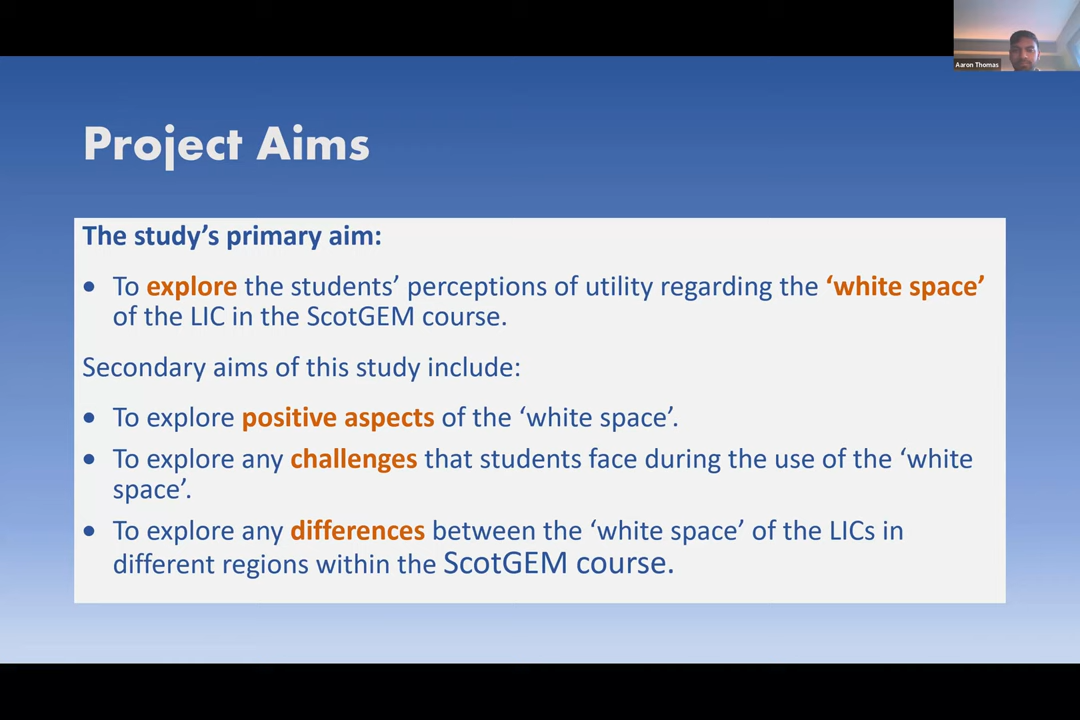 Aaron Thomas
Project Aims
The study’s primary aim:
• To explore the students’ perceptions of utility regarding the ‘white space’
of the LIC in the ScotGEM course.
Secondary aims of this study include:
• To explore positive aspects of the ‘white space’.
• To explore any challenges that students face during the use of the ‘white
space’.
• To explore any differences between the ‘white space’ of the LICs in
different regions within the ScotGEM course.